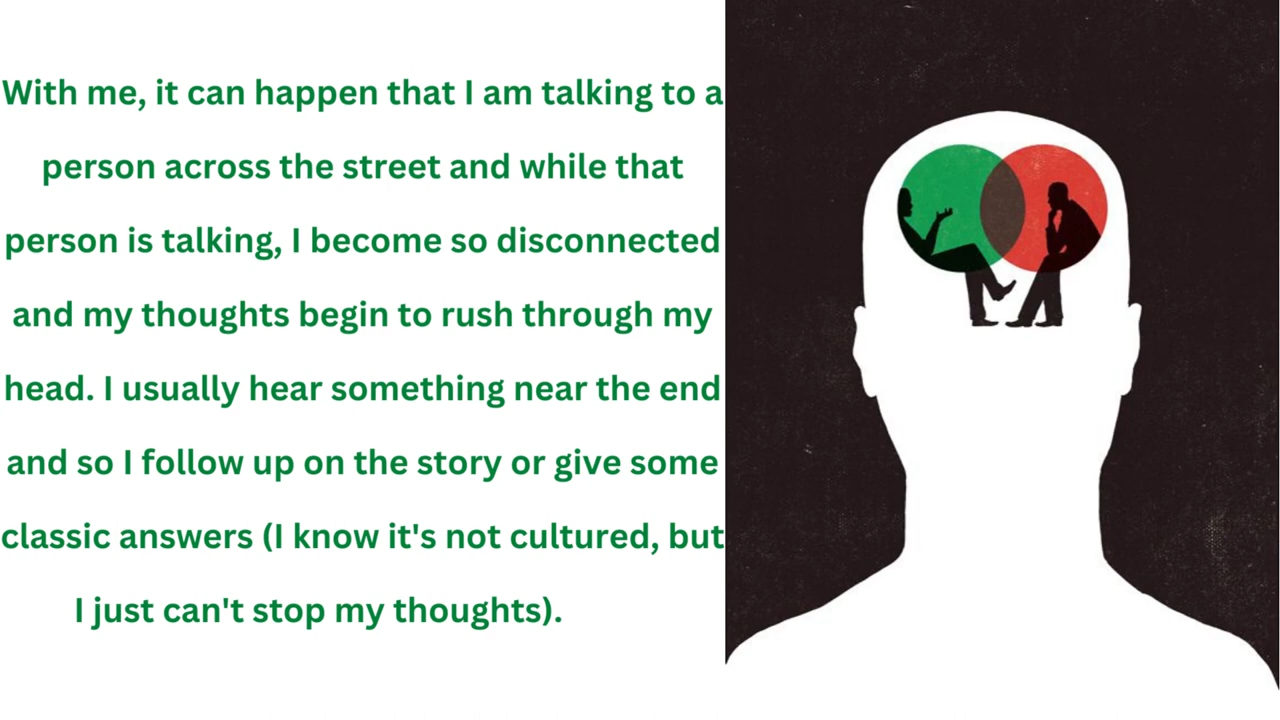 With me, it can happen that I am talking to a
person across the street and while that
person is talking, I become so disconnected
and my thoughts begin to rush through my
head. I usually hear something near the end
and so I follow up on the story or give some
classic answers (I know it's not cultured, but
I just can't stop my thoughts).